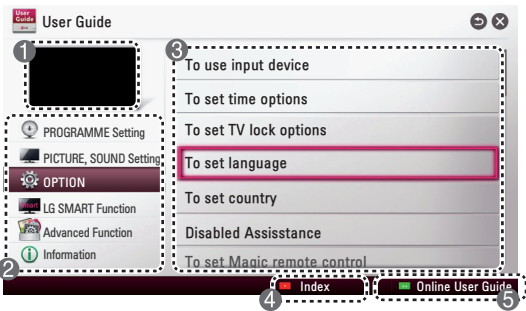 User
Guide
User Guide
1
3
To use input device
To set time options
PROGRAMME Setting
To set TV lock options
PICTURE, SOUND Setting
To set language
OPTION
To set country
LG SMART Function
Advanced Function
Disabled Assisstance
Information
To set Magic remote control
2
4
Index
Online User Guide
5